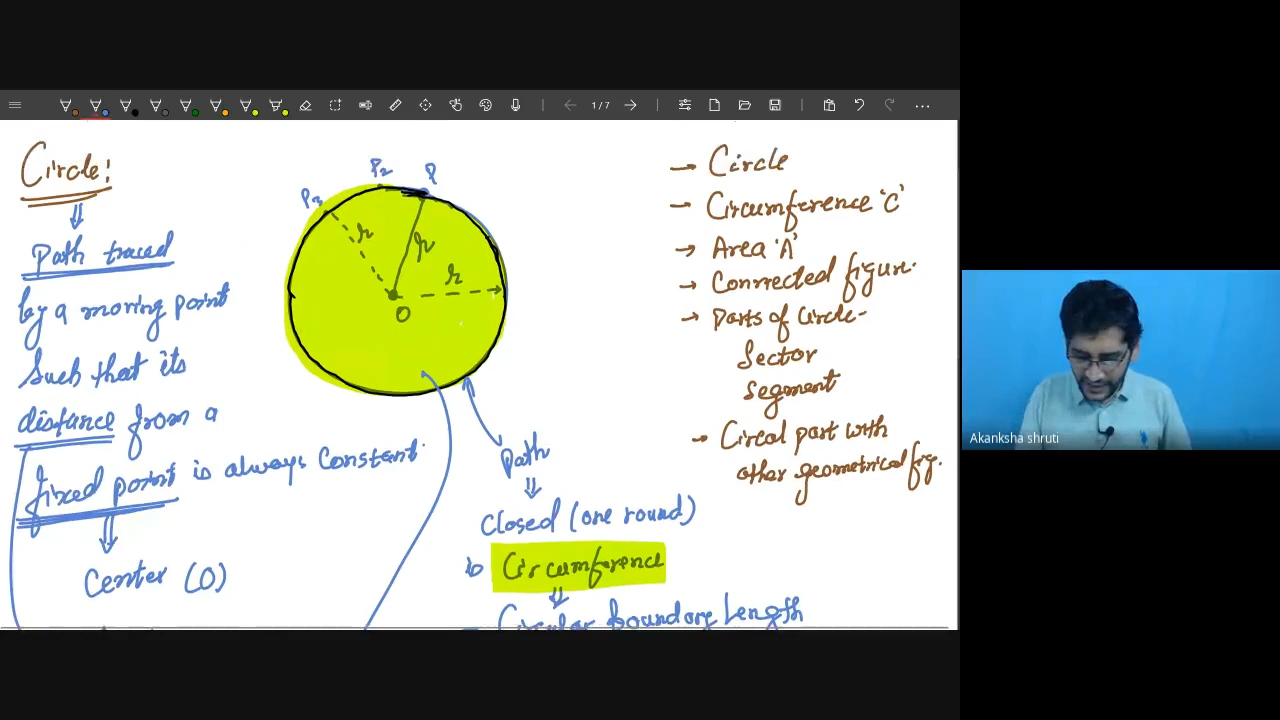 1/7
Circle:
Path traced
by a moving point
Such that its
distance from a
fixed point is always constant.
Center (O)
P3
P2
P
r
r
r
O
Path
Closed (one round)
Circumference
Circular boundary Length
→ Circle
→ Circumference 'C'
→ Area 'A'
→ Connected figure.
→ Parts of Circle-
Sector
Segment
→ Circal part with
other geometrical fig.
Akanksha shruti